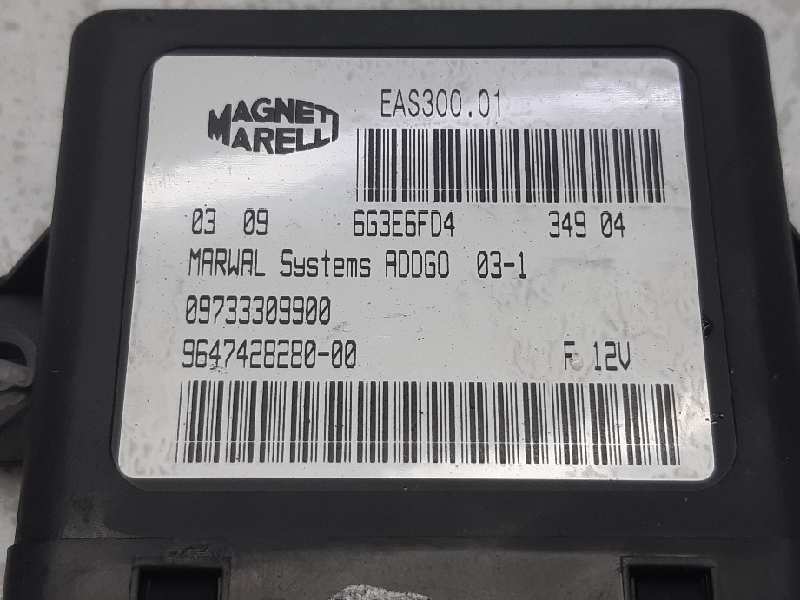 MAGNETI
MARELLI
EAS300.01
03 09 6G3E6FD4 349 04
MARWAL Systems ADDGO 03-1
09733309900
9647428280-00 F 12V